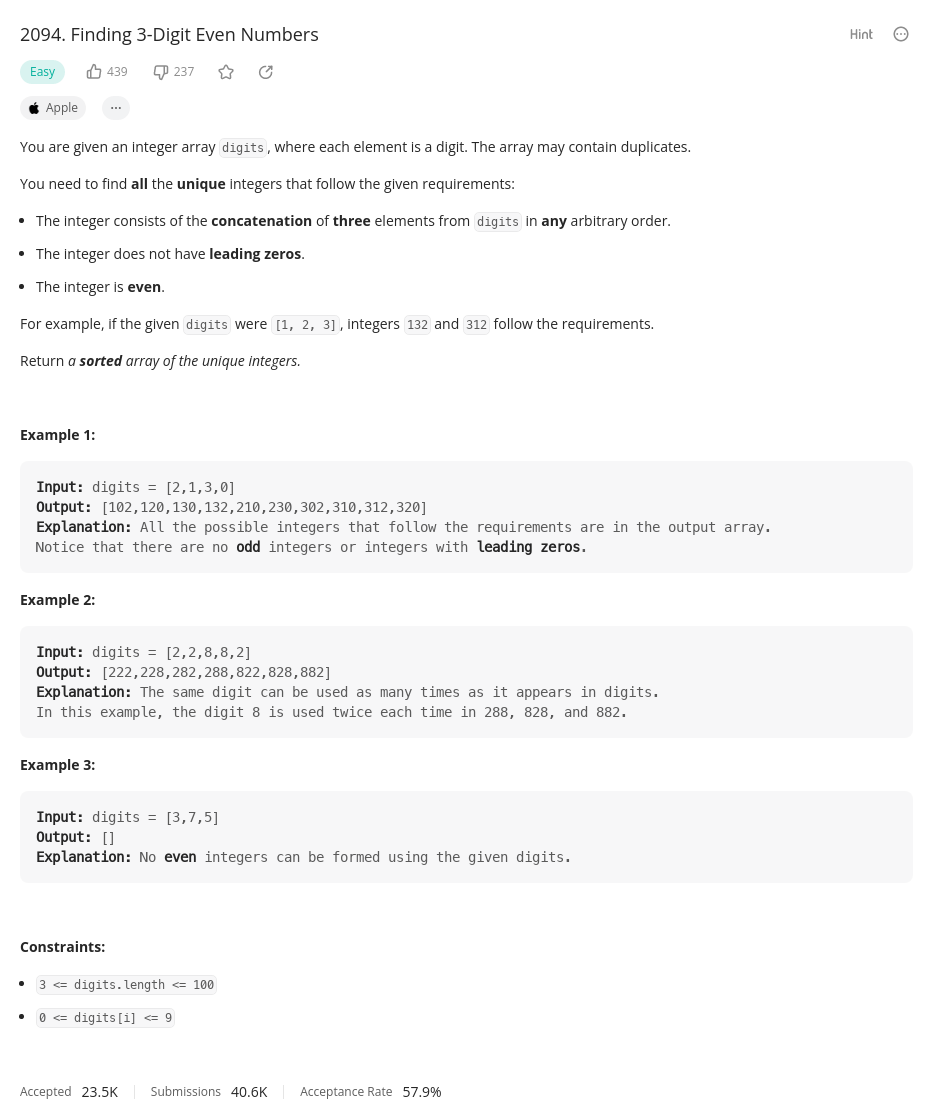 2094. Finding 3-Digit Even Numbers
Hint
Easy
439
237
Apple
You are given an integer array digits, where each element is a digit. The array may contain duplicates.
You need to find all the unique integers that follow the given requirements:
• The integer consists of the concatenation of three elements from digits in any arbitrary order.
• The integer does not have leading zeros.
• The integer is even.
For example, if the given digits were [1, 2, 3], integers 132 and 312 follow the requirements.
Return a sorted array of the unique integers.
Example 1:
Input: digits = [2,1,3,0]
Output: [102,120,130,132,210,230,302,310,312,320]
Explanation: All the possible integers that follow the requirements are in the output array.
Notice that there are no odd integers or integers with leading zeros.
Example 2:
Input: digits = [2,2,8,8,2]
Output: [222,228,282,288,822,828,882]
Explanation: The same digit can be used as many times as it appears in digits.
In this example, the digit 8 is used twice each time in 288, 828, and 882.
Example 3:
Input: digits = [3,7,5]
Output: []
Explanation: No even integers can be formed using the given digits.
Constraints:
• 3 <= digits.length <= 100
• 0 <= digits[i] <= 9
Accepted 23.5K Submissions 40.6K Acceptance Rate 57.9%